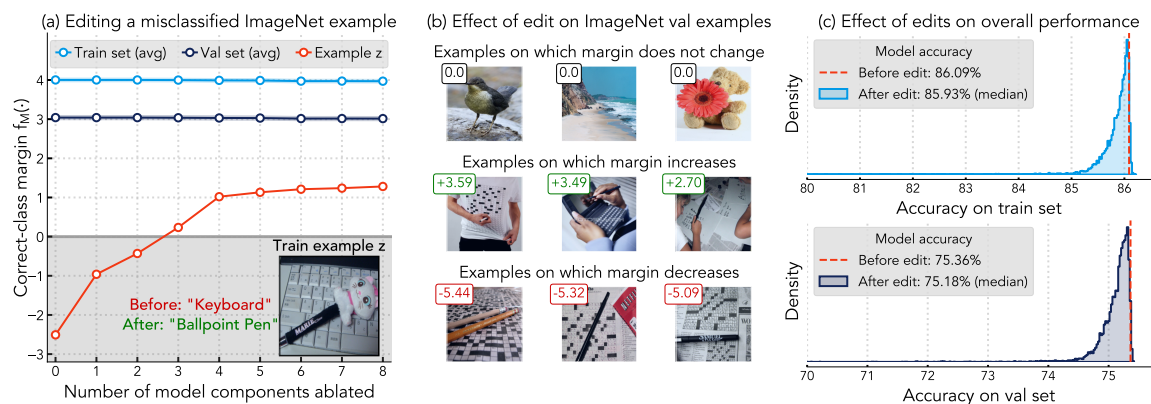 (a) Editing a misclassified ImageNet example
Train set (avg)
Val set (avg)
Example z
Correct-class margin fM(·)
4
3
2
1
0
−1
−2
−3
Train example z
Before: "Keyboard"
After: "Ballpoint Pen"
0 1 2 3 4 5 6 7 8
Number of model components ablated
(b) Effect of edit on ImageNet val examples
Examples on which margin does not change
0.0 0.0 0.0
Examples on which margin increases
+3.59 +3.49 +2.70
Examples on which margin decreases
-5.44 -5.32 -5.09
(c) Effect of edits on overall performance
Density
Model accuracy
Before edit: 86.09%
After edit: 85.93% (median)
80 81 82 83 84 85 86
Accuracy on train set
Density
Model accuracy
Before edit: 75.36%
After edit: 75.18% (median)
70 71 72 73 74 75
Accuracy on val set